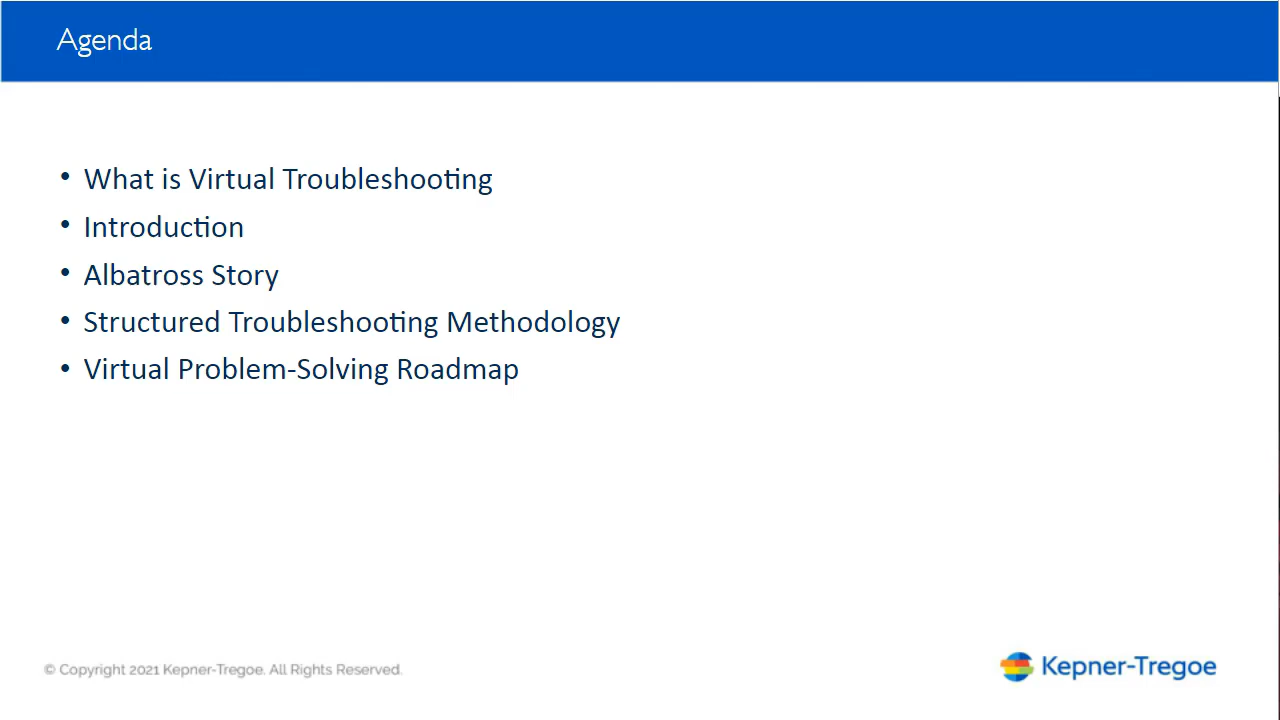 Agenda
• What is Virtual Troubleshooting
• Introduction
• Albatross Story
• Structured Troubleshooting Methodology
• Virtual Problem-Solving Roadmap
© Copyright 2021 Kepner-Tregoe. All Rights Reserved.
Kepner-Tregoe